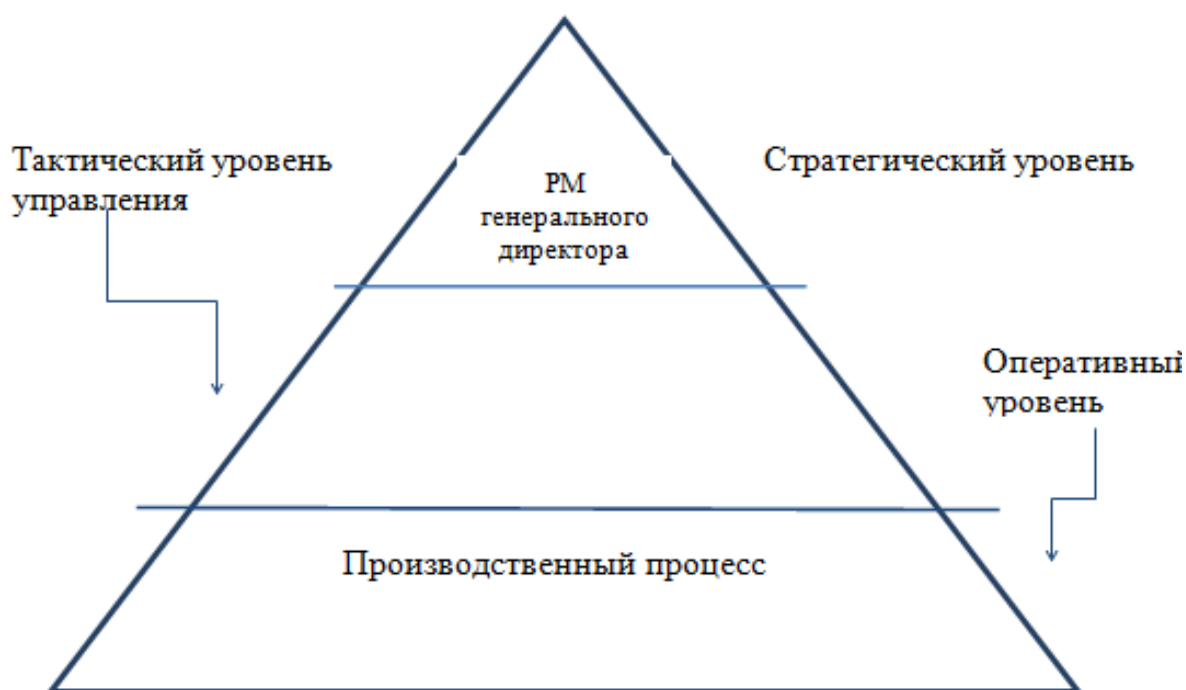 Тактический уровень
управления
Стратегический уровень
РМ
генерального
директора
Оперативный
уровень
Производственный процесс